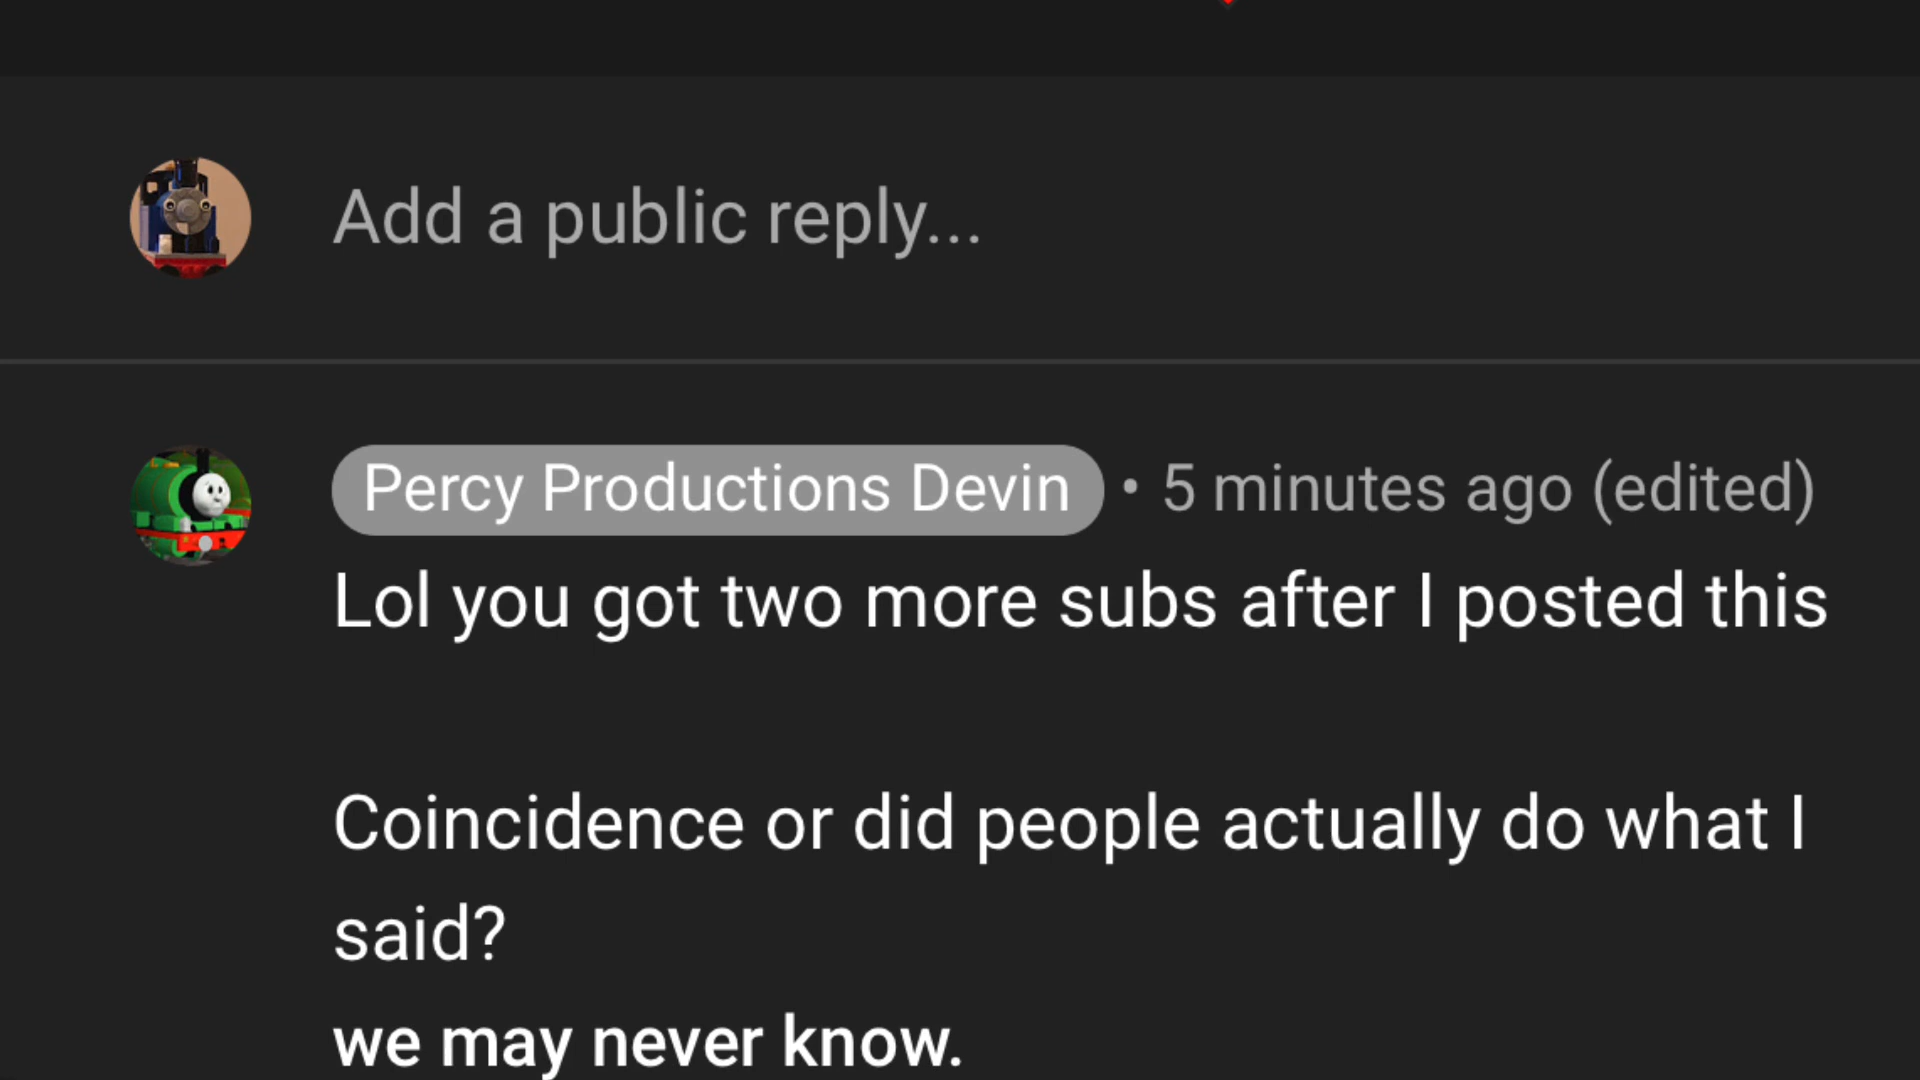 Add a public reply...
Percy Productions Devin • 5 minutes ago (edited)
Lol you got two more subs after I posted this
Coincidence or did people actually do what I
said?
we may never know.